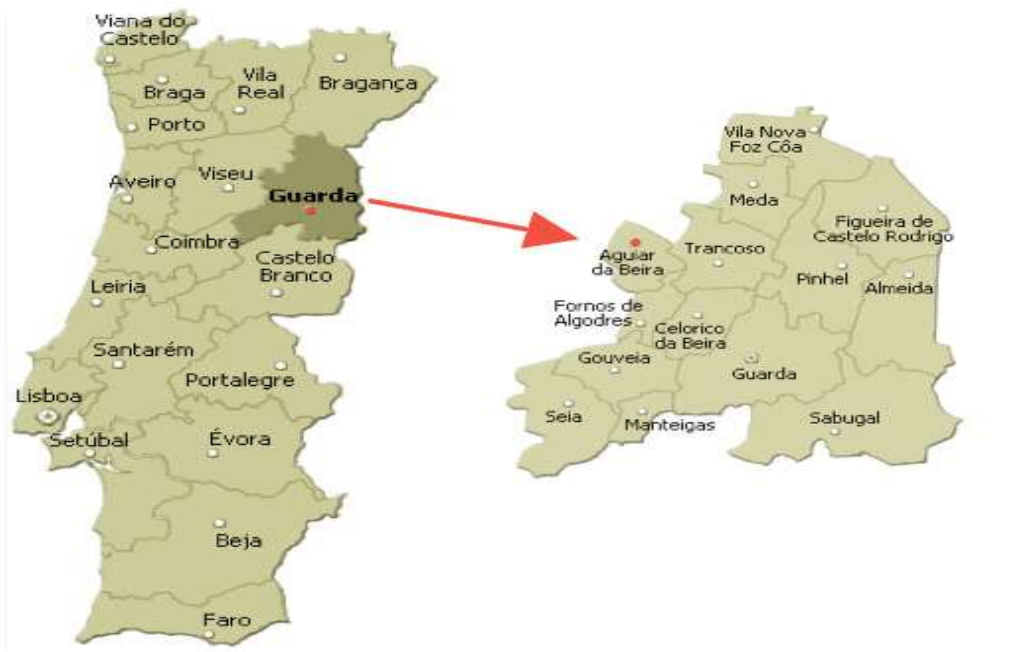 Viana do
Castelo
Braga
Vila
Real
Bragança
Porto
Aveiro
Viseu
Guarda
Coimbra
Castelo
Branco
Leiria
Santarém
Portalegre
Lisboa
Setúbal
Évora
Beja
Faro
Vila Nova
Foz Côa
Meda
Figueira de
Castelo Rodrigo
Aguiar
da Beira
Trancoso
Pinhel
Almeida
Fornos de
Algodres
Celorico
da Beira
Gouveia
Guarda
Seia
Manteigas
Sabugal